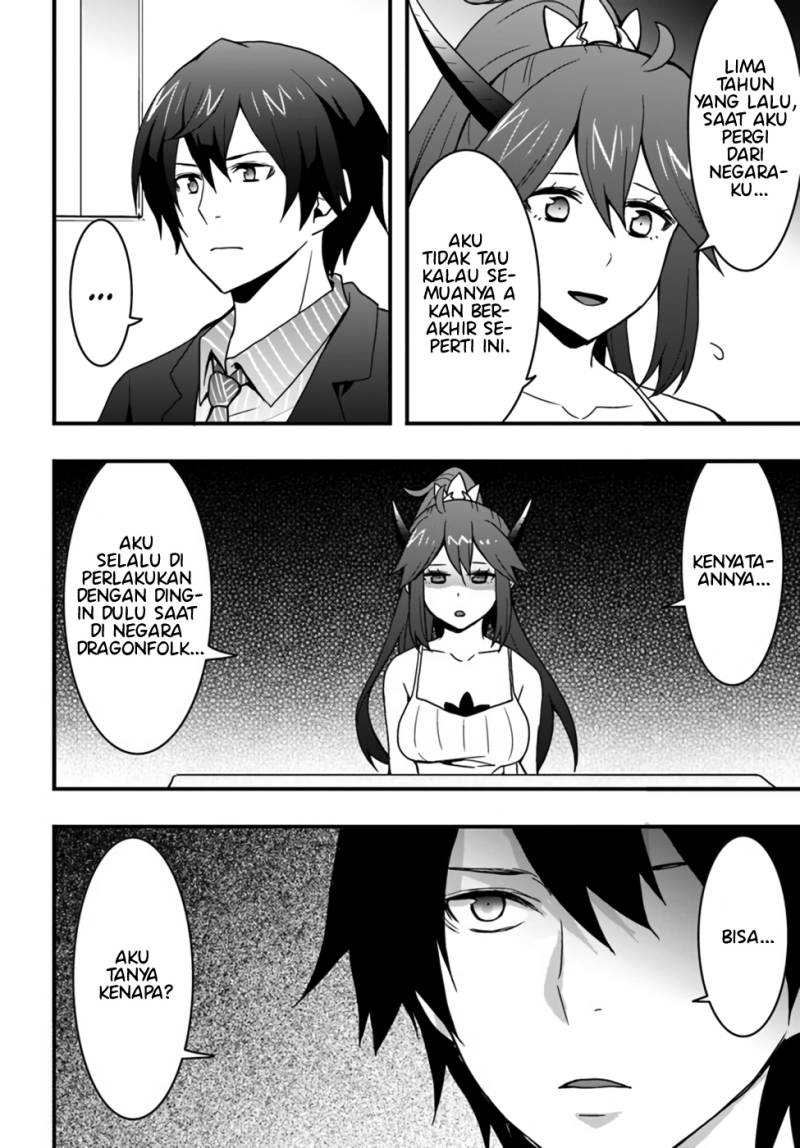 LIMA
TAHUN
YANG LALU,
SAAT AKU
PERGI
DARI
NEGARA-
KU...
AKU
TIDAK TAU
KALAU SE-
MUANYA A
KAN BER-
AKHIR SE-
PERTI INI.
...
KENYATA-
ANNYA...
AKU
SELALU DI
PERLAKUKAN
DENGAN DING-
IN DULU SAAT
DI NEGARA
DRAGONFOLK...
BISA...
AKU
TANYA
KENAPA?